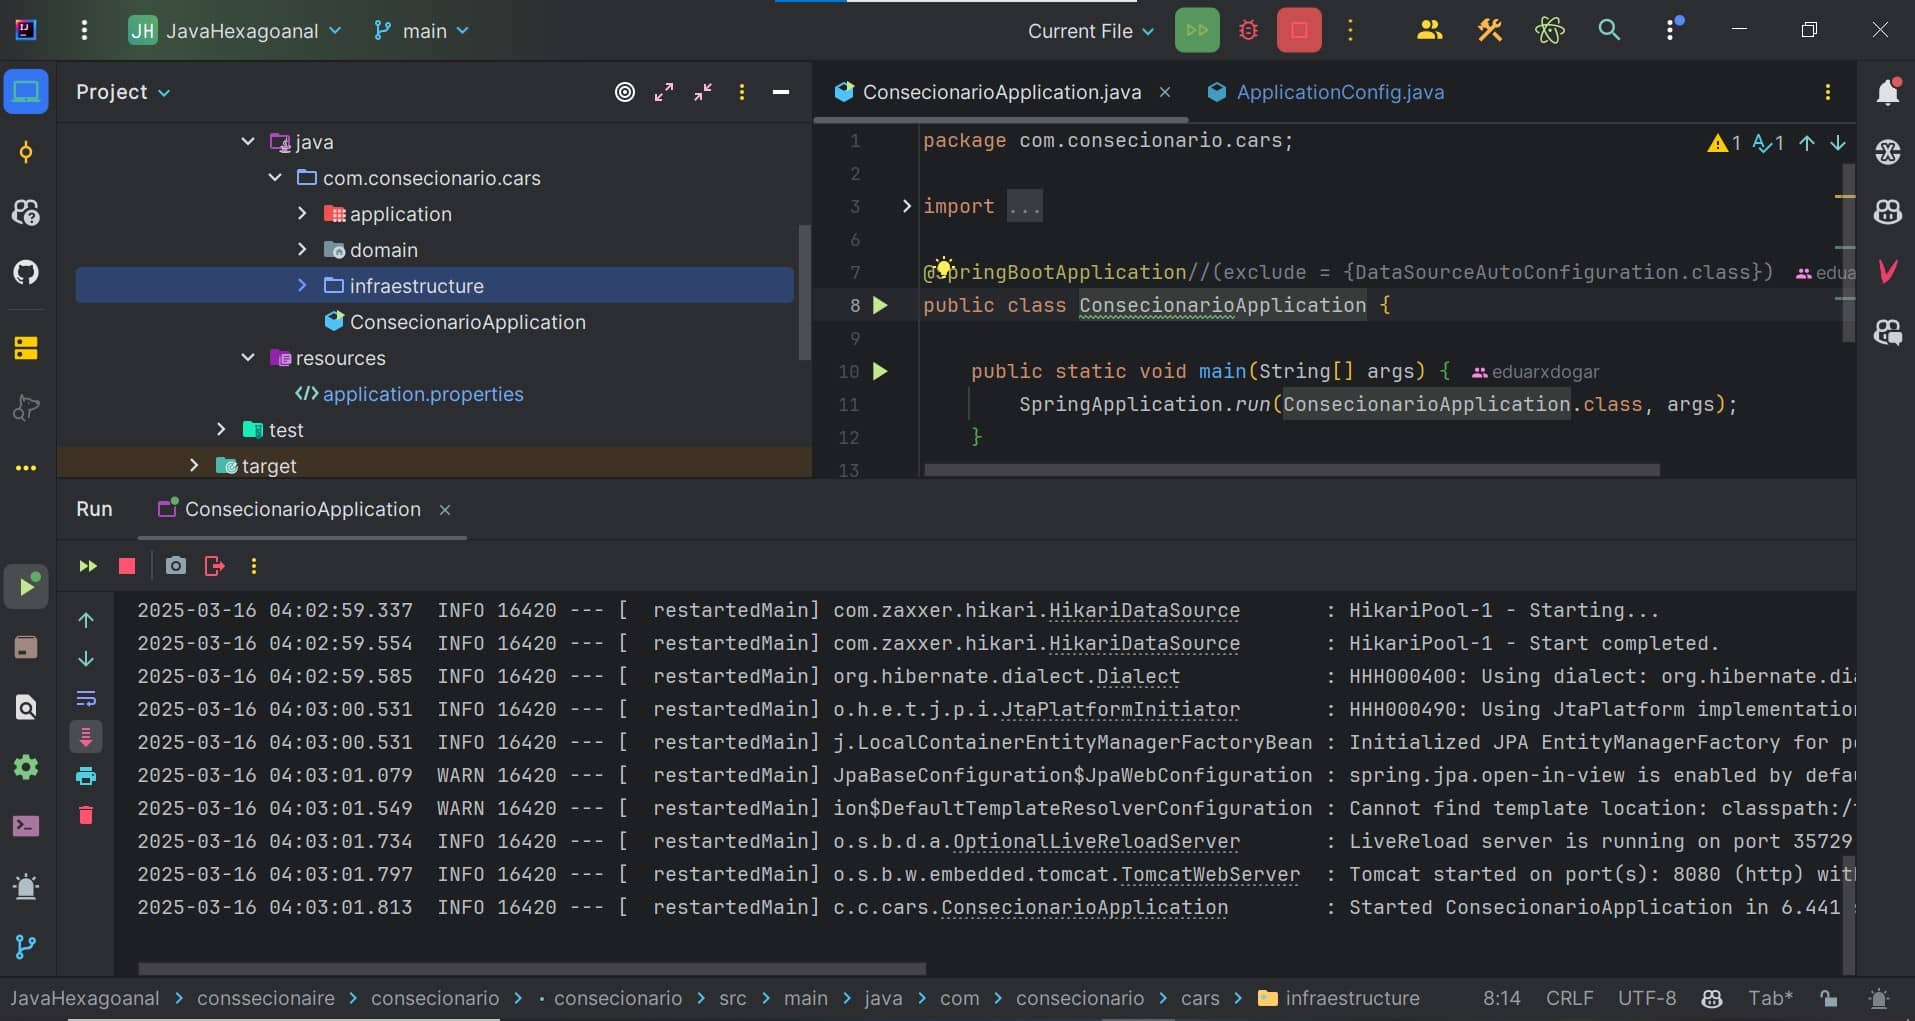 JH JavaHexagoanal main Current File
Project
ConsecionarioApplication.java ApplicationConfig.java
java
com.consecionario.cars
application
domain
infraestructure
ConsecionarioApplication
resources
</> application.properties
test
target
1 package com.consecionario.cars;
2
3 import ...
6
7 @SpringBootApplication//(exclude = {DataSourceAutoConfiguration.class}) edua
8 public class ConsecionarioApplication {
9
10 public static void main(String[] args) { eduarxdogar
11 SpringApplication.run(ConsecionarioApplication.class, args);
12 }
13
1 1
Run ConsecionarioApplication
2025-03-16 04:02:59.337 INFO 16420 --- [ restartedMain] com.zaxxer.hikari.HikariDataSource : HikariPool-1 - Starting...
2025-03-16 04:02:59.554 INFO 16420 --- [ restartedMain] com.zaxxer.hikari.HikariDataSource : HikariPool-1 - Start completed.
2025-03-16 04:02:59.585 INFO 16420 --- [ restartedMain] org.hibernate.dialect.Dialect : HHH000400: Using dialect: org.hibernate.dia
2025-03-16 04:03:00.531 INFO 16420 --- [ restartedMain] o.h.e.t.j.p.i.JtaPlatformInitiator : HHH000490: Using JtaPlatform implementation
2025-03-16 04:03:00.531 INFO 16420 --- [ restartedMain] j.LocalContainerEntityManagerFactoryBean : Initialized JPA EntityManagerFactory for pe
2025-03-16 04:03:01.079 WARN 16420 --- [ restartedMain] JpaBaseConfiguration$JpaWebConfiguration : spring.jpa.open-in-view is enabled by defau
2025-03-16 04:03:01.549 WARN 16420 --- [ restartedMain] ion$DefaultTemplateResolverConfiguration : Cannot find template location: classpath:/t
2025-03-16 04:03:01.734 INFO 16420 --- [ restartedMain] o.s.b.d.a.OptionalLiveReloadServer : LiveReload server is running on port 35729
2025-03-16 04:03:01.797 INFO 16420 --- [ restartedMain] o.s.b.w.embedded.tomcat.TomcatWebServer : Tomcat started on port(s): 8080 (http) with
2025-03-16 04:03:01.813 INFO 16420 --- [ restartedMain] c.c.cars.ConsecionarioApplication : Started ConsecionarioApplication in 6.441 s
JavaHexagoanal > conssecionaire > consecionario > consecionario > src > main > java > com > consecionario > cars > infraestructure 8:14 CRLF UTF-8 Tab*